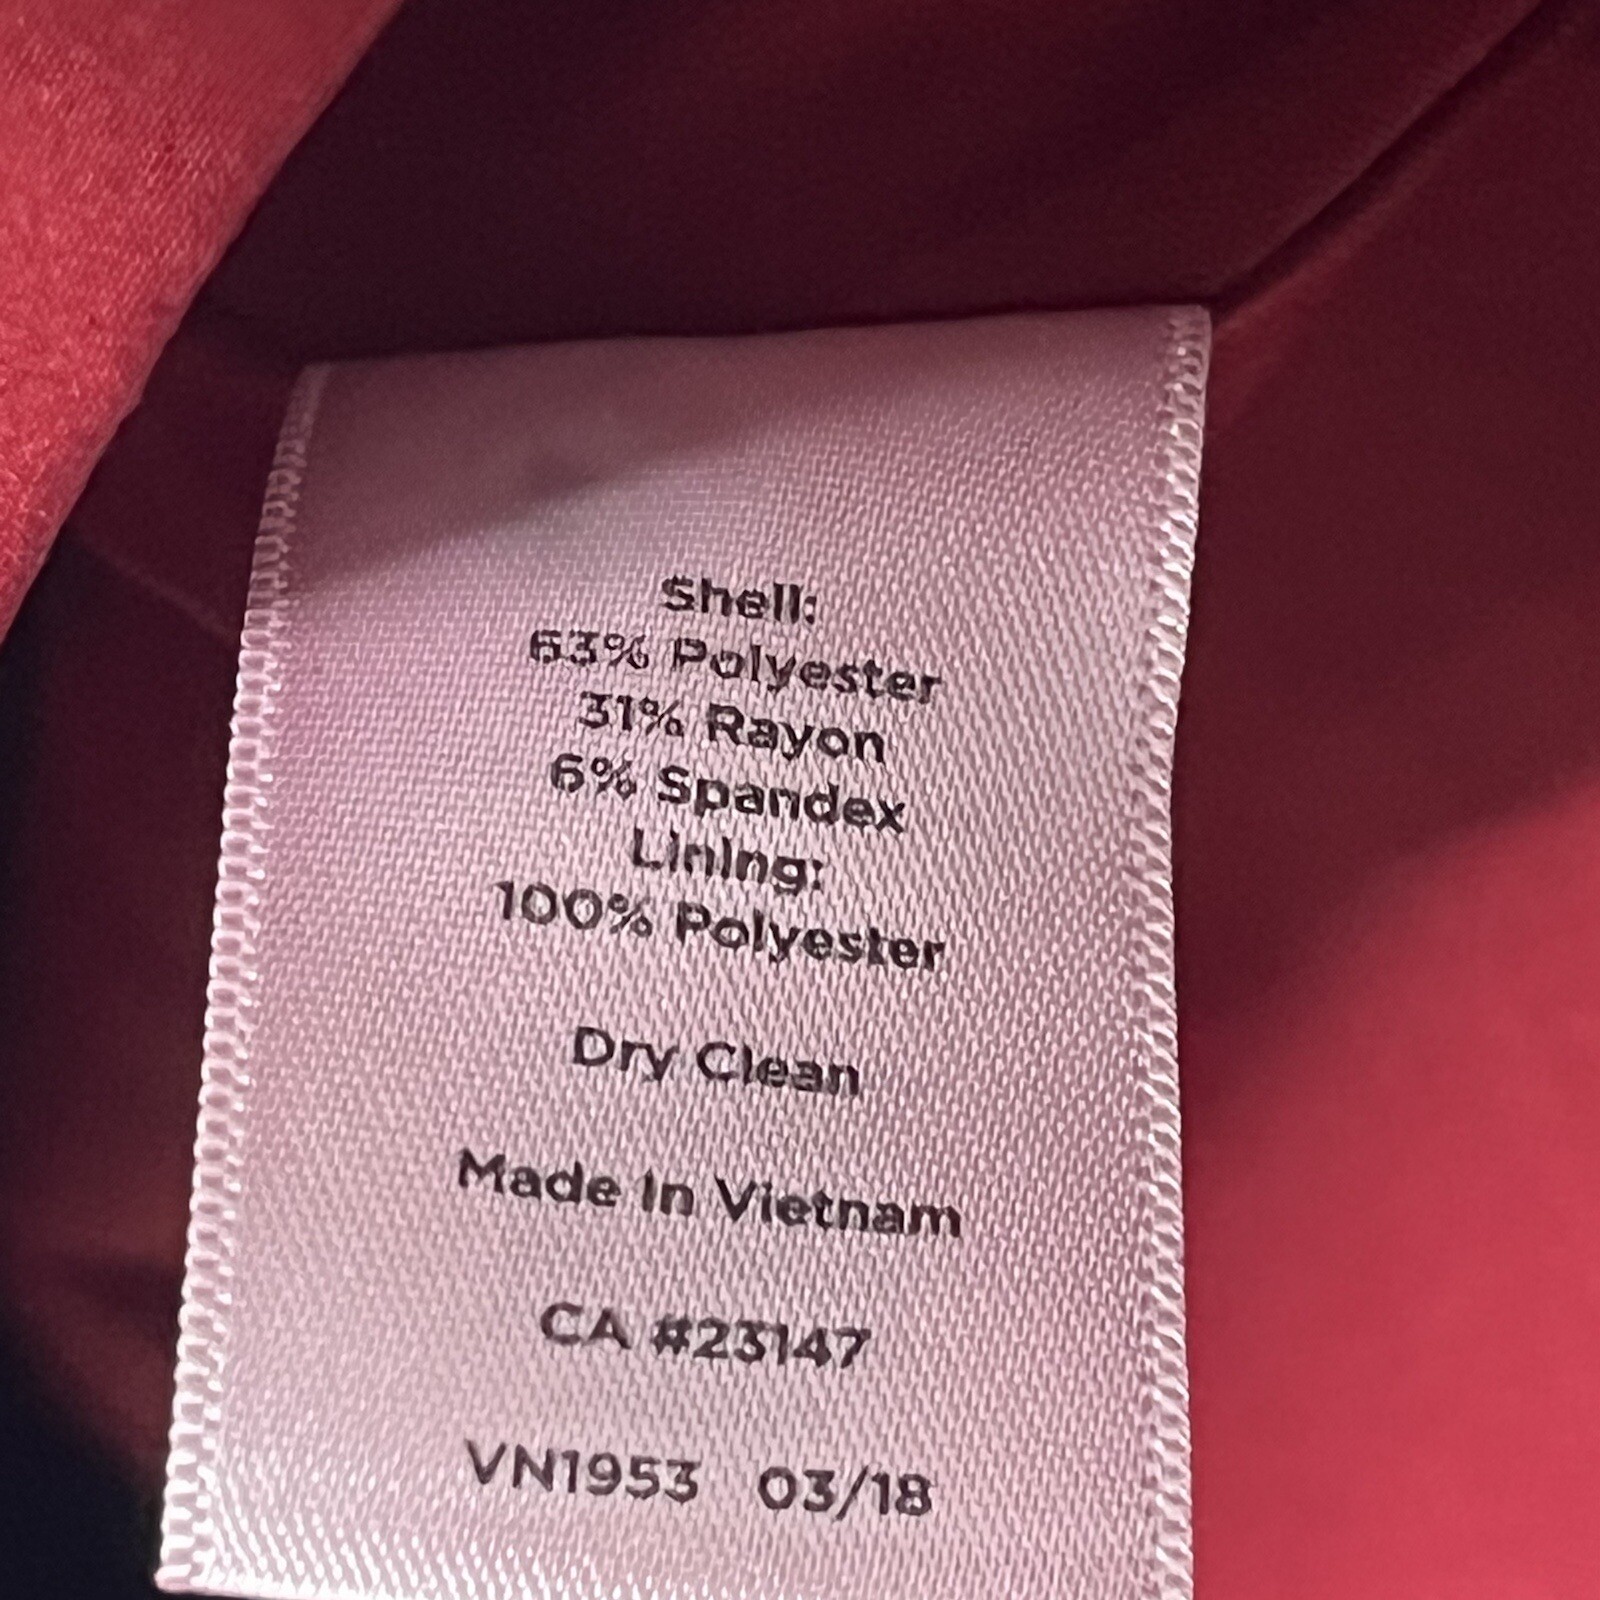 Shell:
63% Polyester
31% Rayon
6% Spandex
Lining:
100% Polyester
Dry Clean
Made In Vietnam
CA #23147
VN1953 03/18